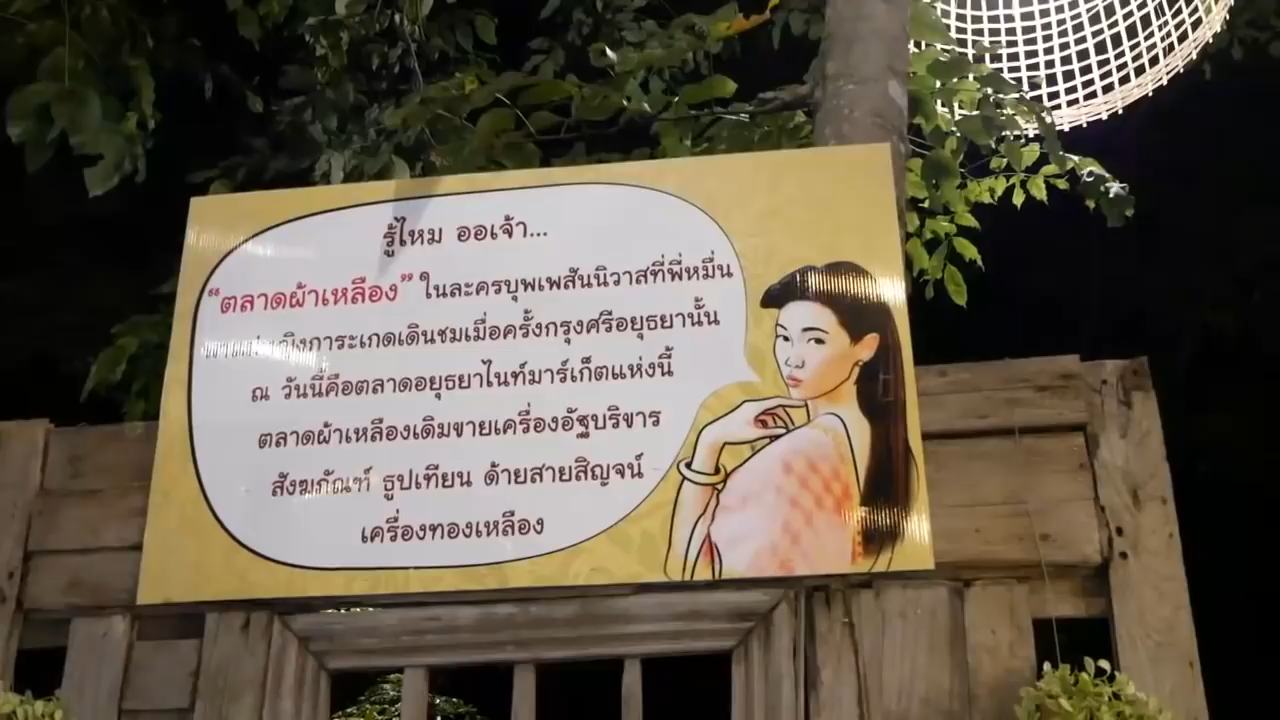 รู้ไหม ออเจ้า...
“ตลาดผ้าเหลือง” ในละครบุพเพสันนิวาสที่พี่หมื่น
การะเกดเดินชมเมื่อครั้งกรุงศรีอยุธยานั้น
ณ วันนี้คือตลาดอยุธยาไนท์มาร์เก็ตแห่งนี้
ตลาดผ้าเหลืองเดิมขายเครื่องอัฐบริขาร
สังฆภัณฑ์ ธูปเทียน ด้ายสายสิญจน์
เครื่องทองเหลือง